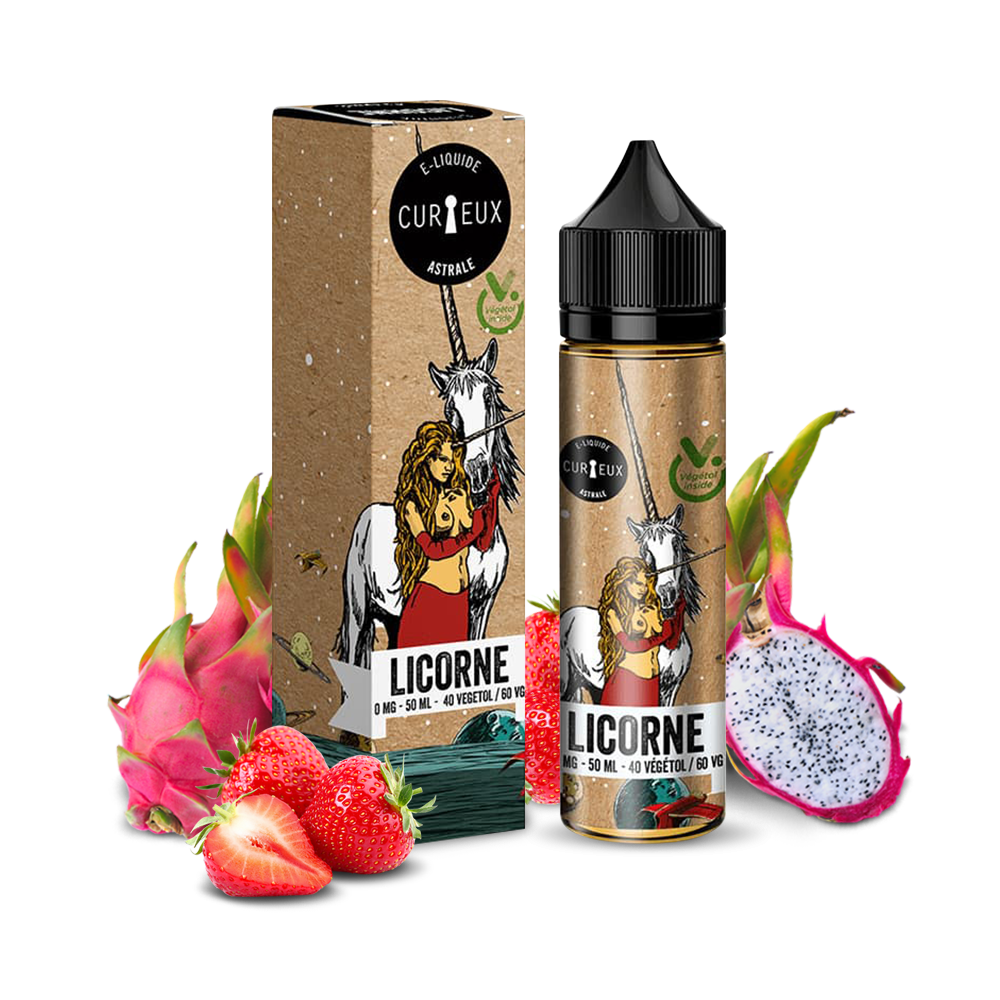 E-LIQUIDE
CURIEUX
ASTRALE
Végétol
inside
LICORNE
0 MG - 50 ML - 40 VEGETOL / 60 VG
E-LIQUIDE
CURIEUX
ASTRALE
V.
Végétol
inside
LICORNE
MG - 50 ML - 40 VÉGÉTOL / 60 VG